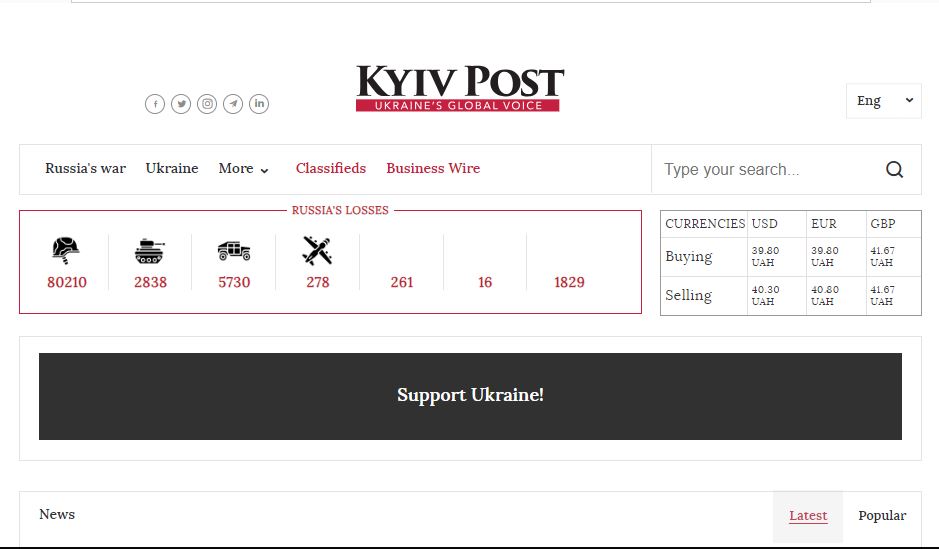 KYIV POST
UKRAINE'S GLOBAL VOICE
Eng
Russia's war Ukraine More Classifieds Business Wire Type your search...
RUSSIA'S LOSSES
80210 2838 5730 278 261 16 1829
CURRENCIES USD EUR GBP
Buying 39.80 UAH 39.80 UAH 41.67 UAH
Selling 40.30 UAH 40.80 UAH 41.67 UAH
Support Ukraine!
News Latest Popular